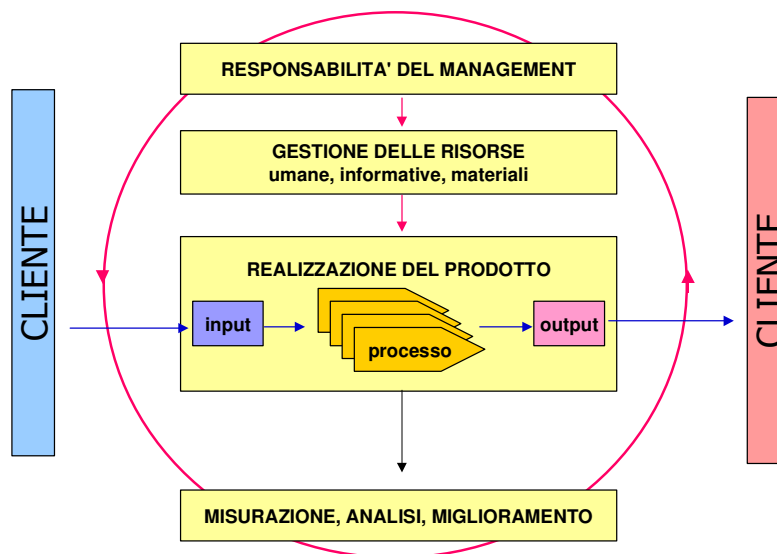 RESPONSABILITA' DEL MANAGEMENT
GESTIONE DELLE RISORSE
umane, informative, materiali
CLIENTE
REALIZZAZIONE DEL PRODOTTO
input
processo
output
CLIENTE
MISURAZIONE, ANALISI, MIGLIORAMENTO